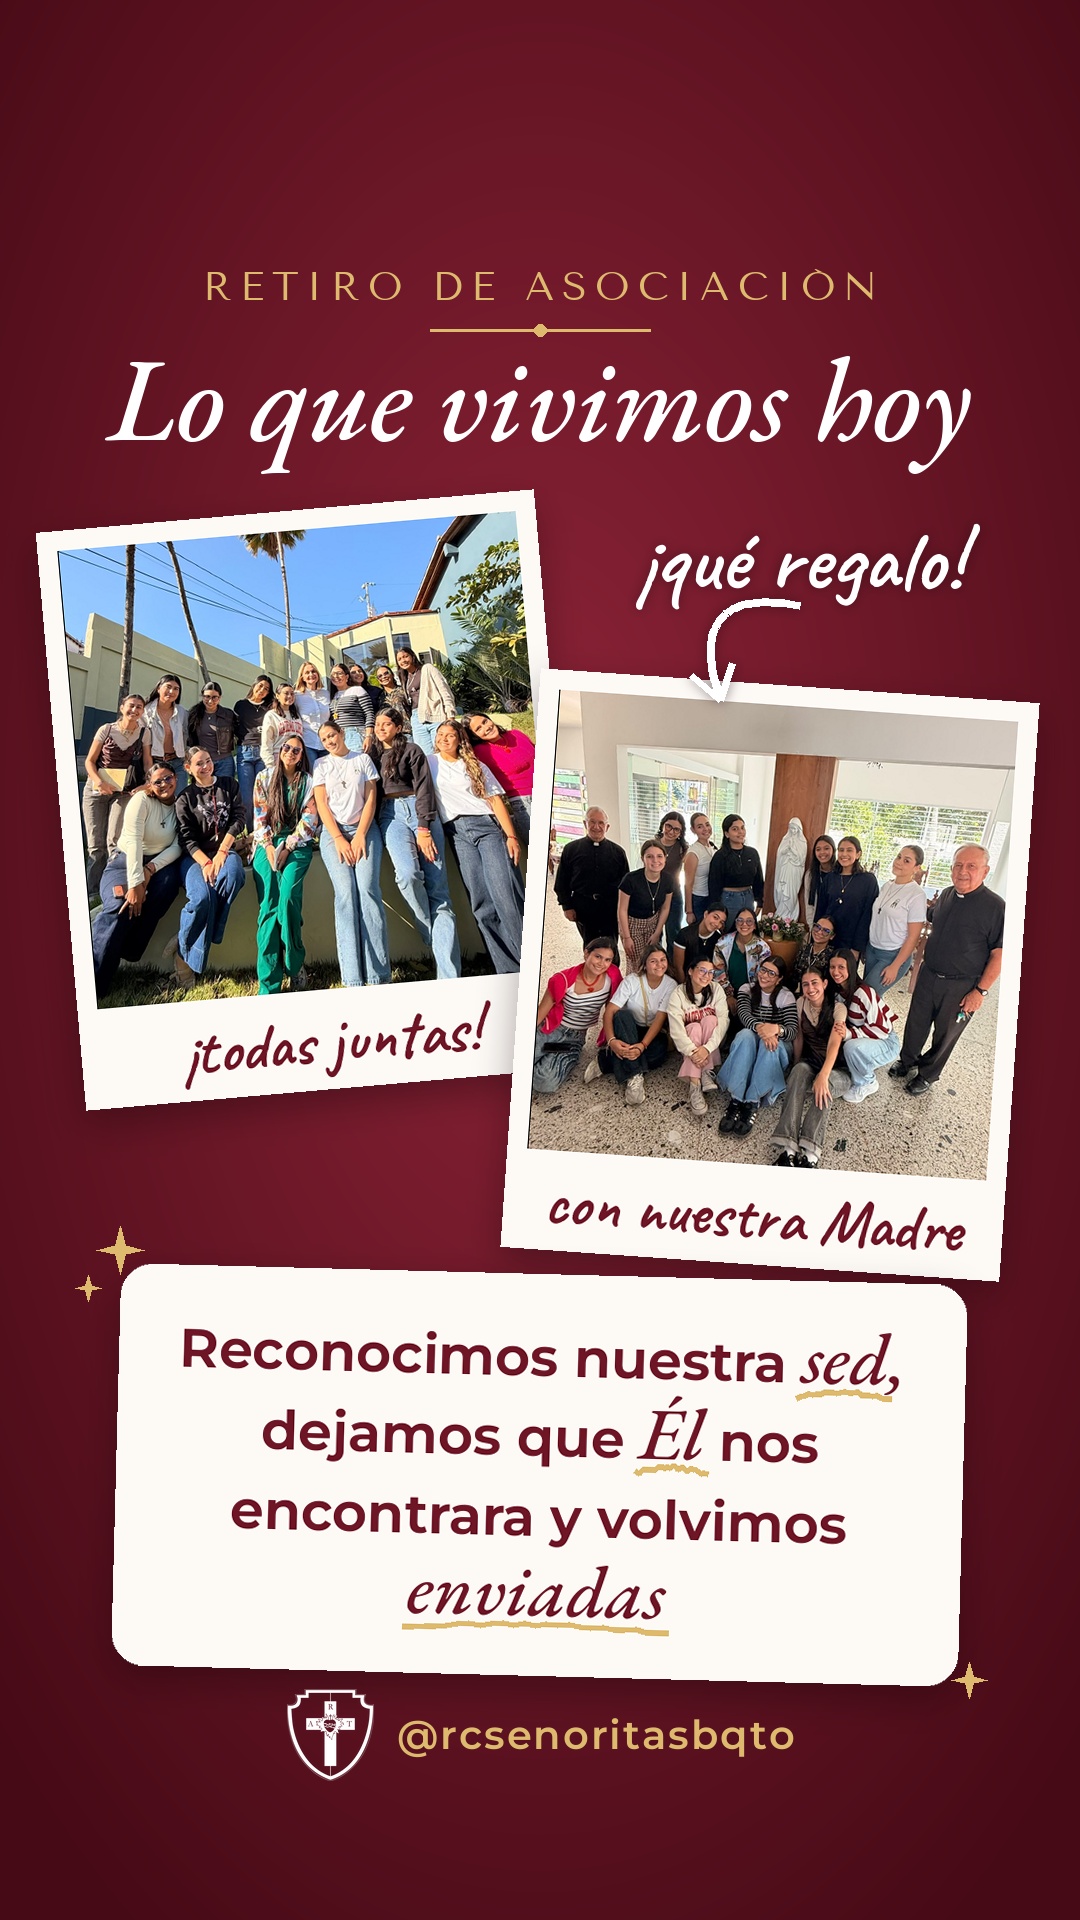 RETIRO DE ASOCIACIÒN
Lo que vivimos hoy
¡qué regalo!
¡todas juntas!
con nuestra Madre
Reconocimos nuestra sed,
dejamos que Él nos
encontrara y volvimos
enviadas
R
A T
@rcsenoritasbqto